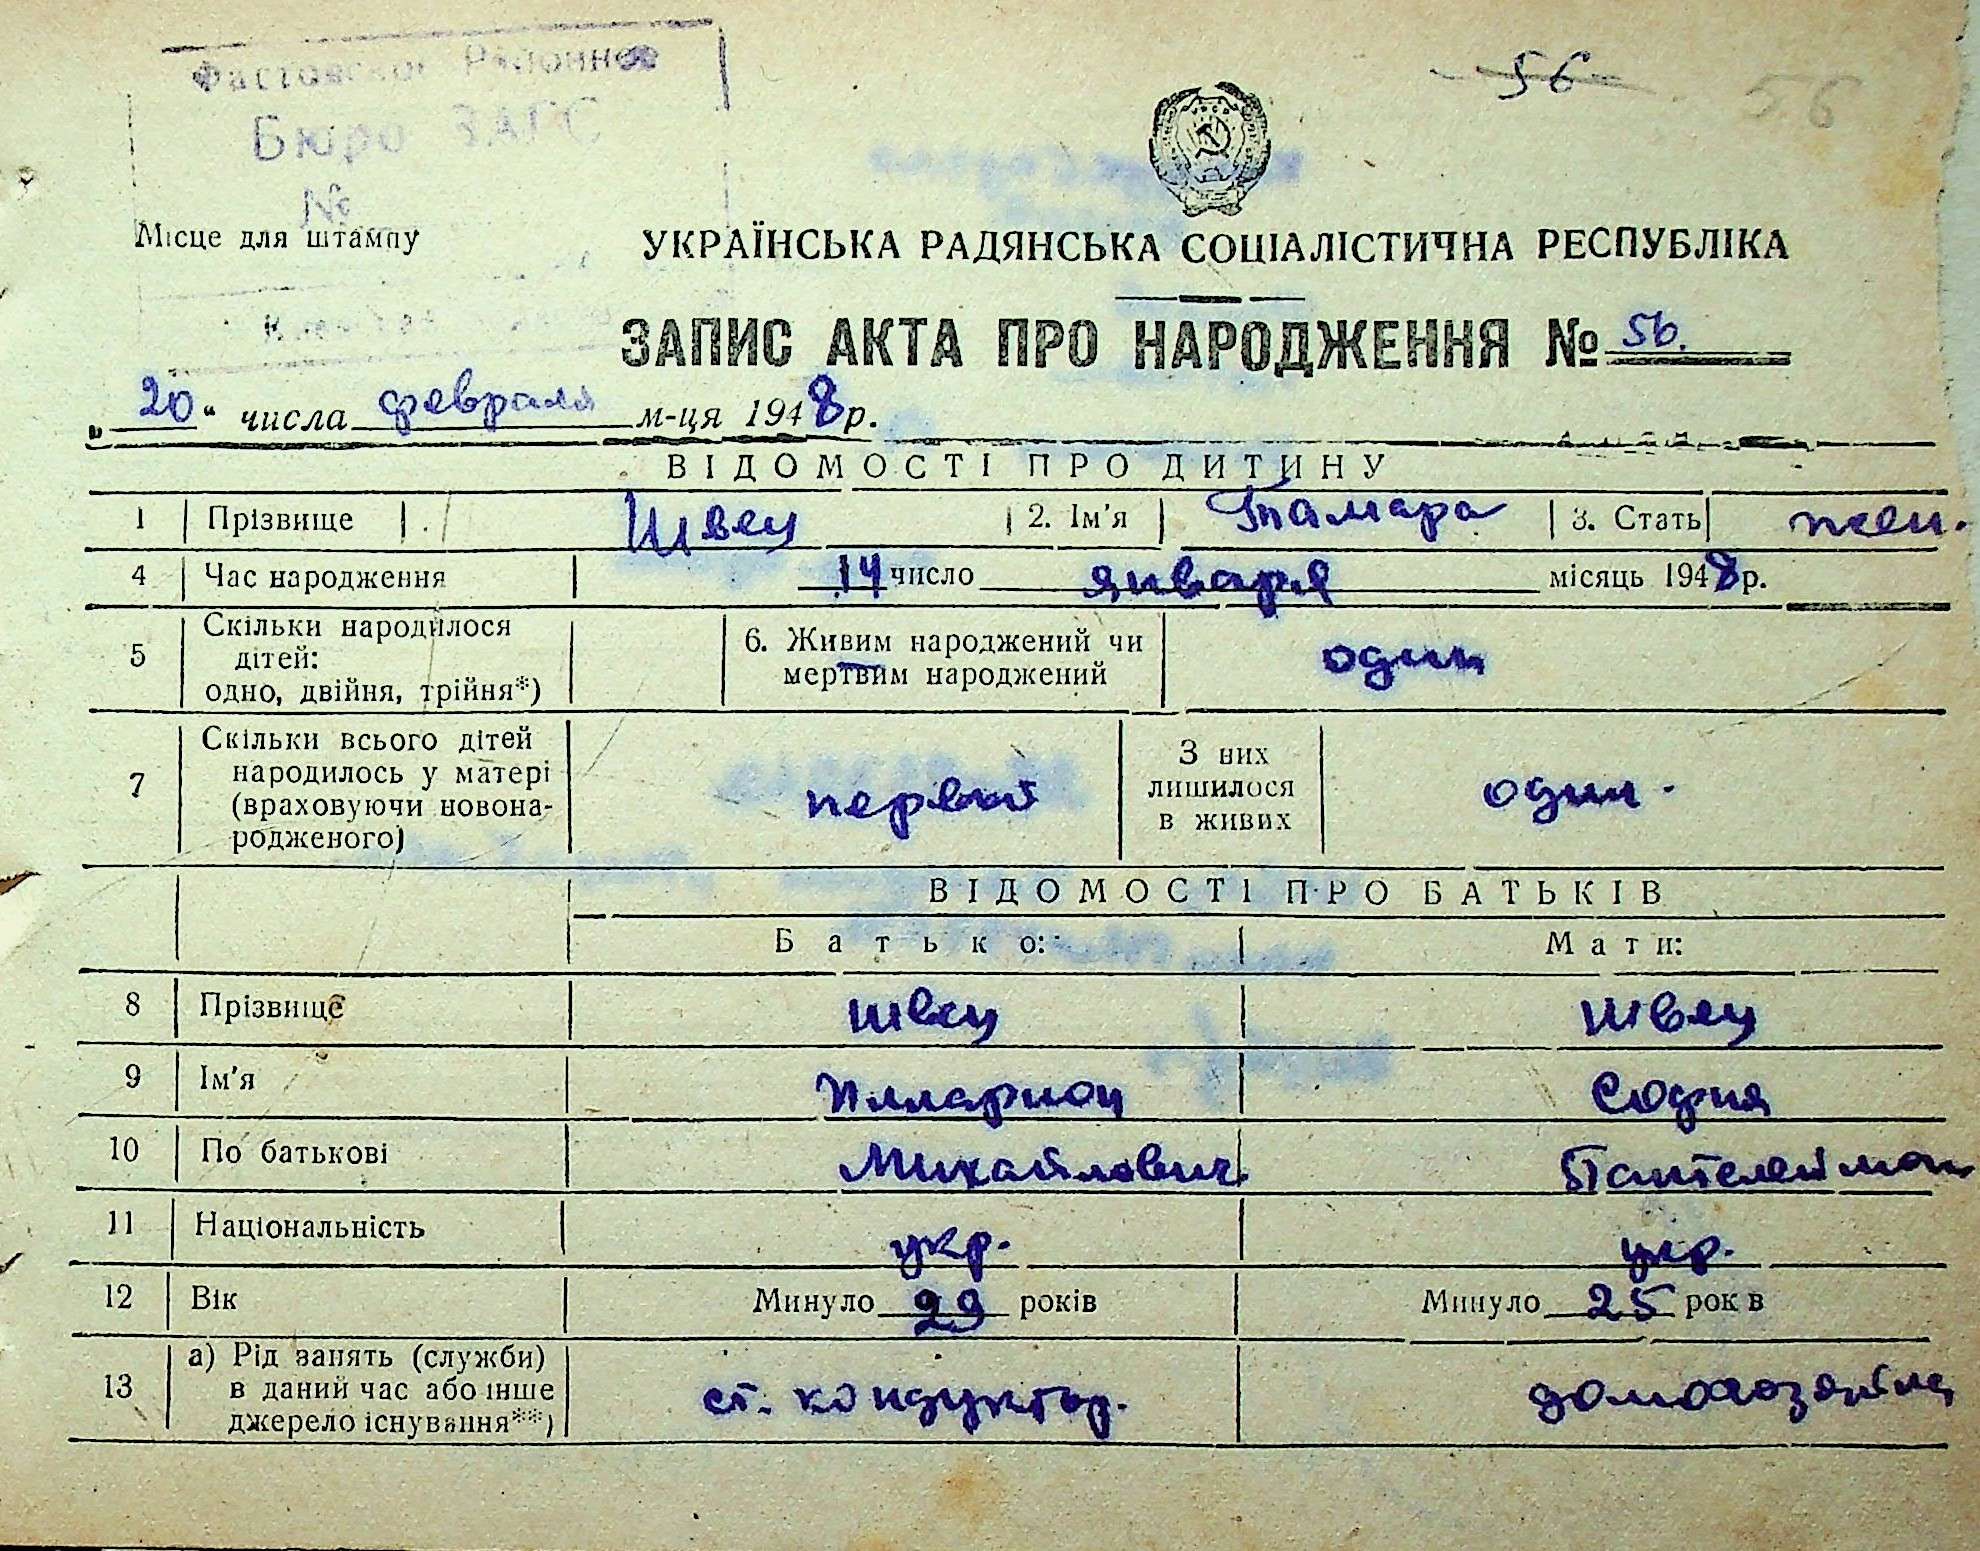 Фастовское Районное
Бюро ЗАГС
№
56 56
Місце для штампу
УКРАЇНСЬКА РАДЯНСЬКА СОЦІАЛІСТИЧНА РЕСПУБЛІКА
ЗАПИС АКТА ПРО НАРОДЖЕННЯ № 56.
„20“ числа февраля м-ця 1948 р.
ВІДОМОСТІ ПРО ДИТИНУ
1 Прізвище Швец 2. Ім'я Тамара 3. Стать жен.
4 Час народження 14 число января місяць 1948 р.
5 Скільки народилося
дітей:
одно, двійня, трійня*)
6. Живим народжений чи
мертвим народжений
один
7 Скільки всього дітей
народилось у матері
(враховуючи новона-
родженого)
первый
З них
лишилося
в живих
один.
ВІДОМОСТІ ПРО БАТЬКІВ
Батько: Мати:
8 Прізвище Швец Швец
9 Ім'я Илларион София
10 По батькові Михайлович Пантелеймон
11 Національність укр. укр.
12 Вік Минуло 29 років Минуло 25 рок в
13 а) Рід занять (служби)
в даний час або інше
джерело існування**)
ст. кондуктор. домохозяйка